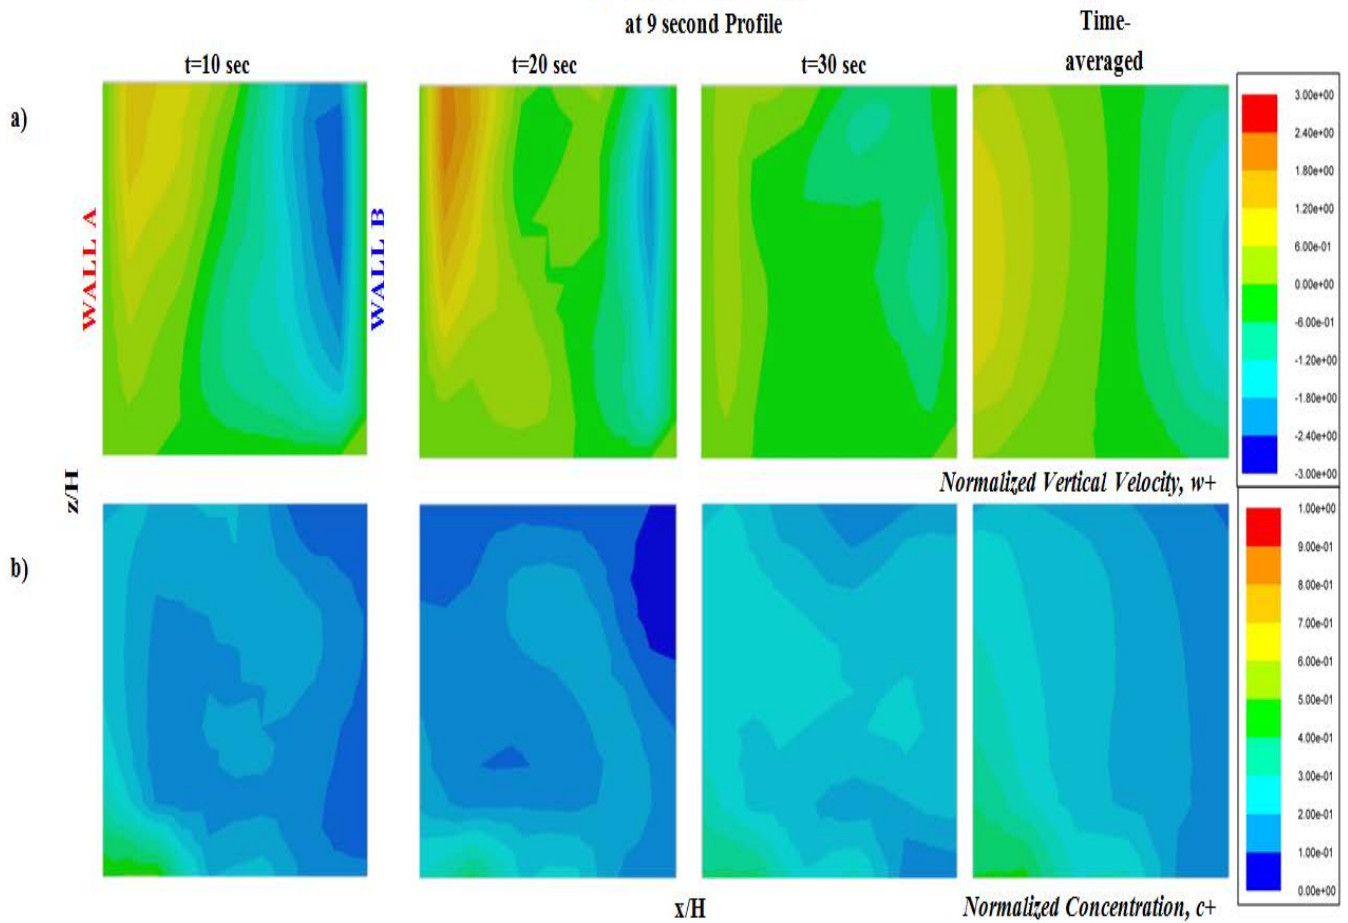 at 9 second Profile
Time-
averaged
t=10 sec
t=20 sec
t=30 sec
a)
WALL A
WALL B
3.00e+00
2.40e+00
1.80e+00
1.20e+00
6.00e-01
0.00e+00
-6.00e-01
-1.20e+00
-1.80e+00
-2.40e+00
-3.00e+00
Normalized Vertical Velocity, w+
z/H
b)
1.00e+00
9.00e-01
8.00e-01
7.00e-01
6.00e-01
5.00e-01
4.00e-01
3.00e-01
2.00e-01
1.00e-01
0.00e+00
x/H
Normalized Concentration, c+